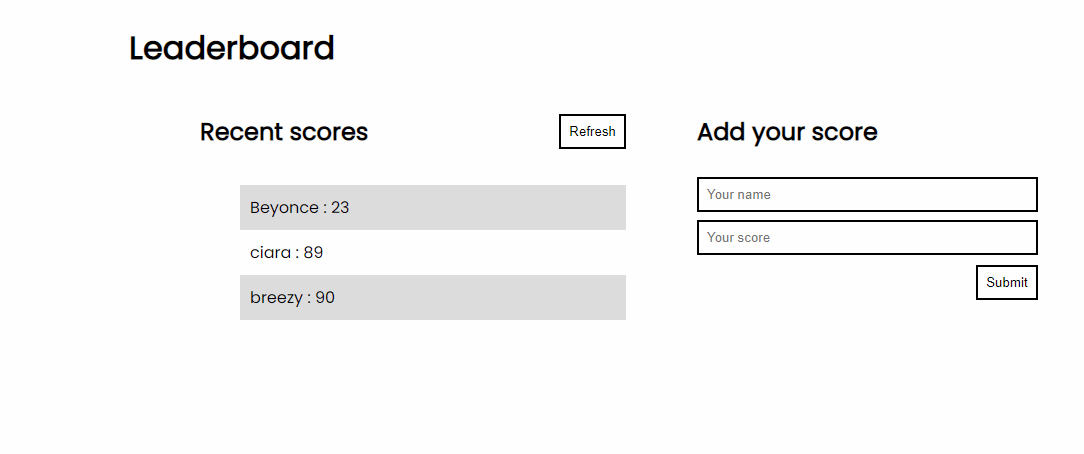 Leaderboard
Recent scores
Refresh
Beyonce : 23
ciara : 89
breezy : 90
Add your score
Your name
Your score
Submit